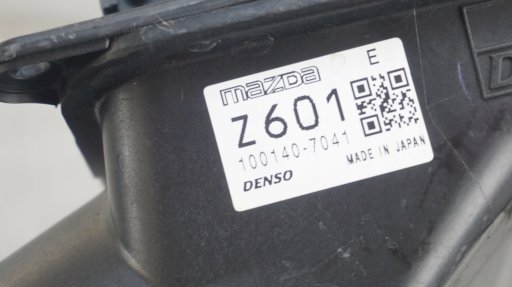 mazda E
Z601
100140-7041
MADE IN JAPAN
DENSO